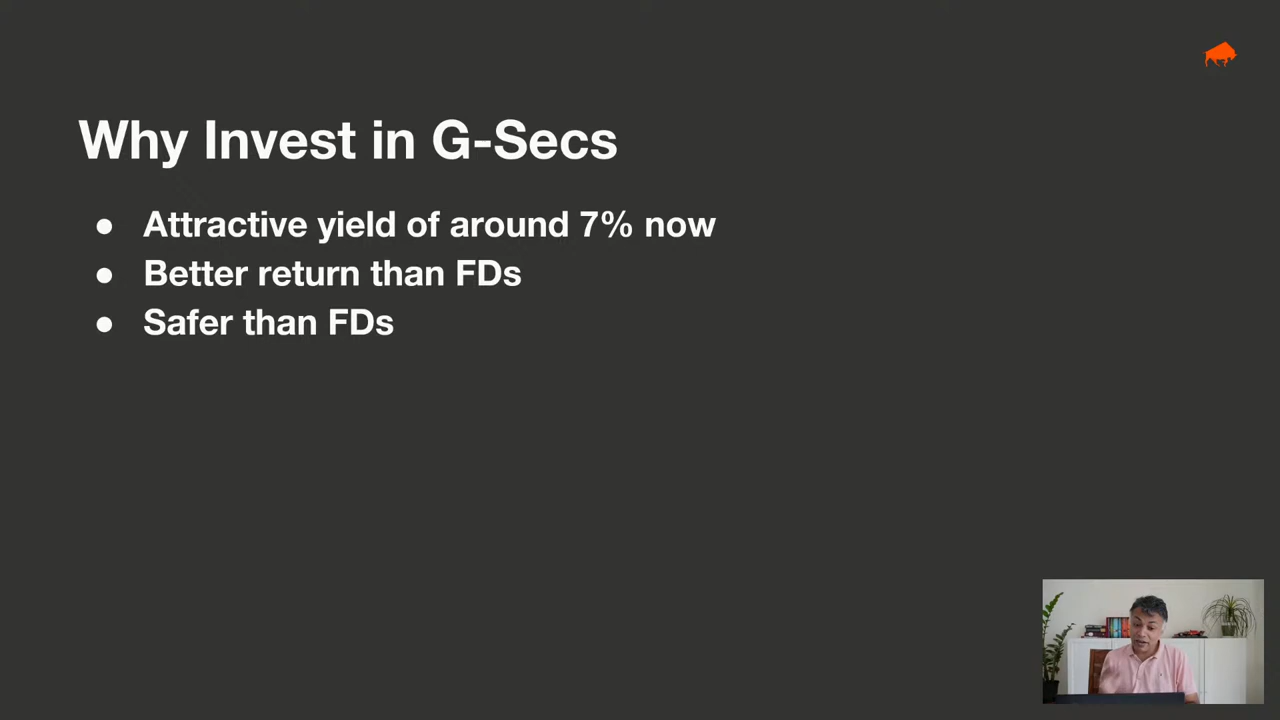 Why Invest in G-Secs
● Attractive yield of around 7% now
● Better return than FDs
● Safer than FDs